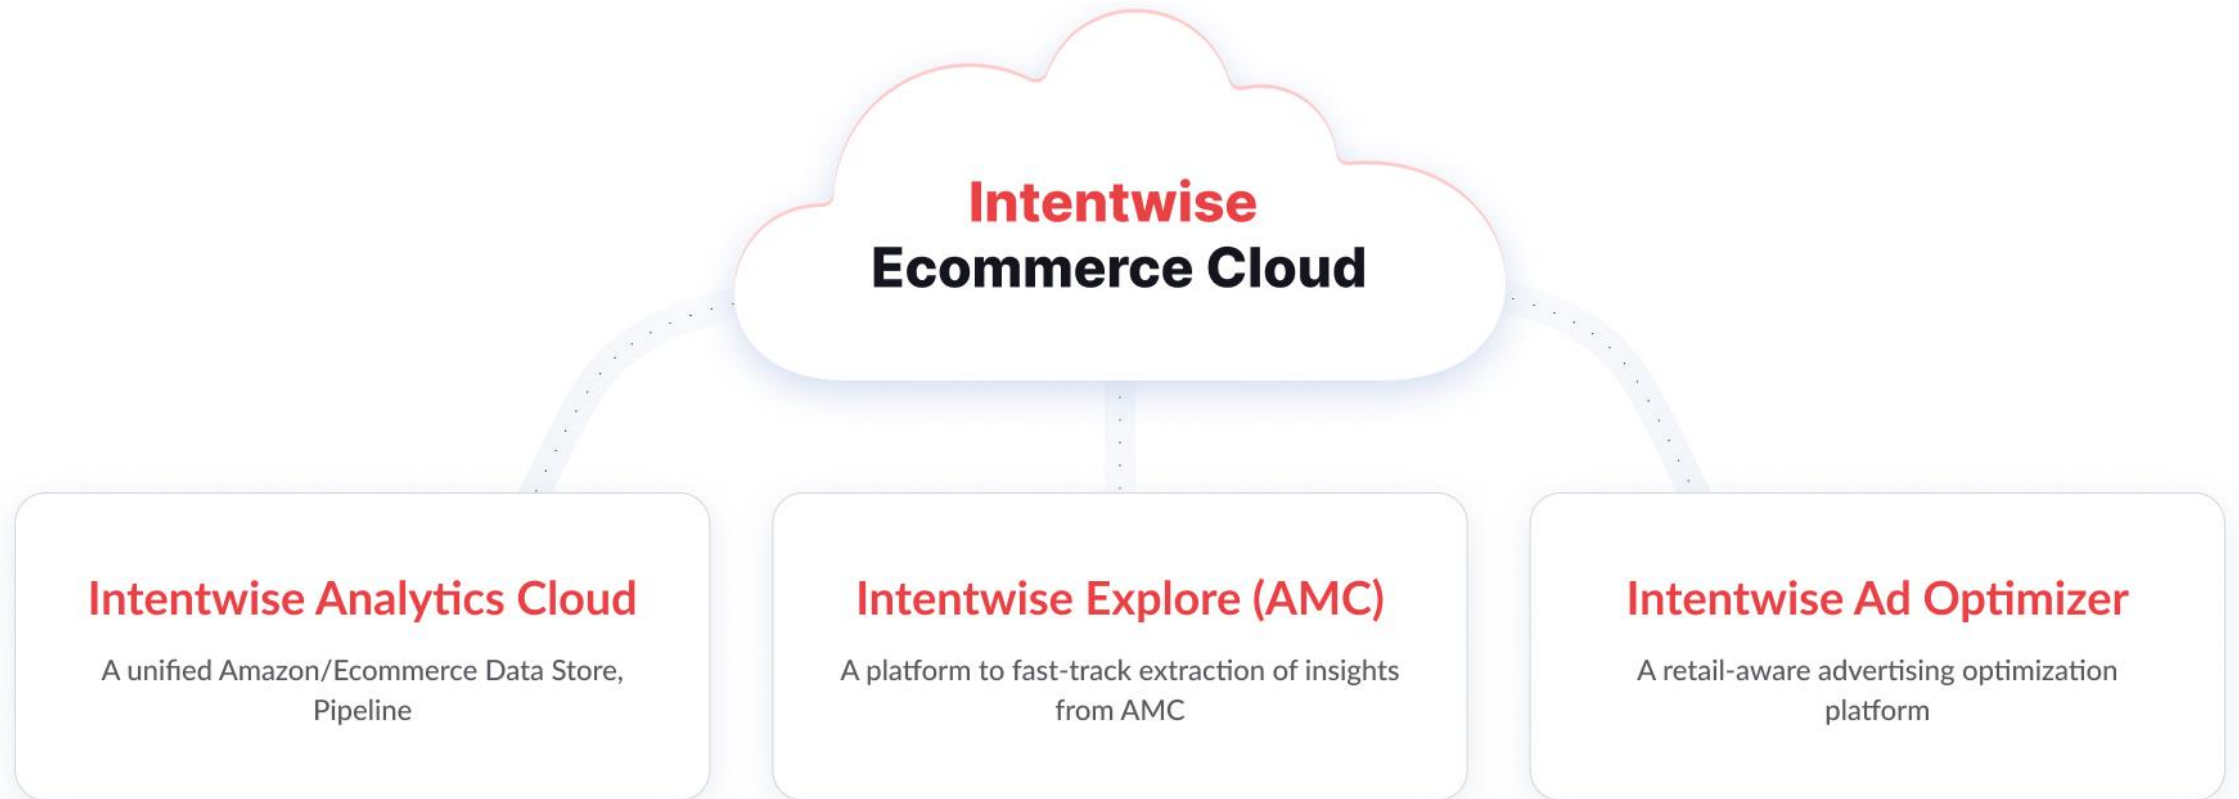 Intentwise
Ecommerce Cloud
Intentwise Analytics Cloud
A unified Amazon/Ecommerce Data Store,
Pipeline
Intentwise Explore (AMC)
A platform to fast-track extraction of insights
from AMC
Intentwise Ad Optimizer
A retail-aware advertising optimization
platform